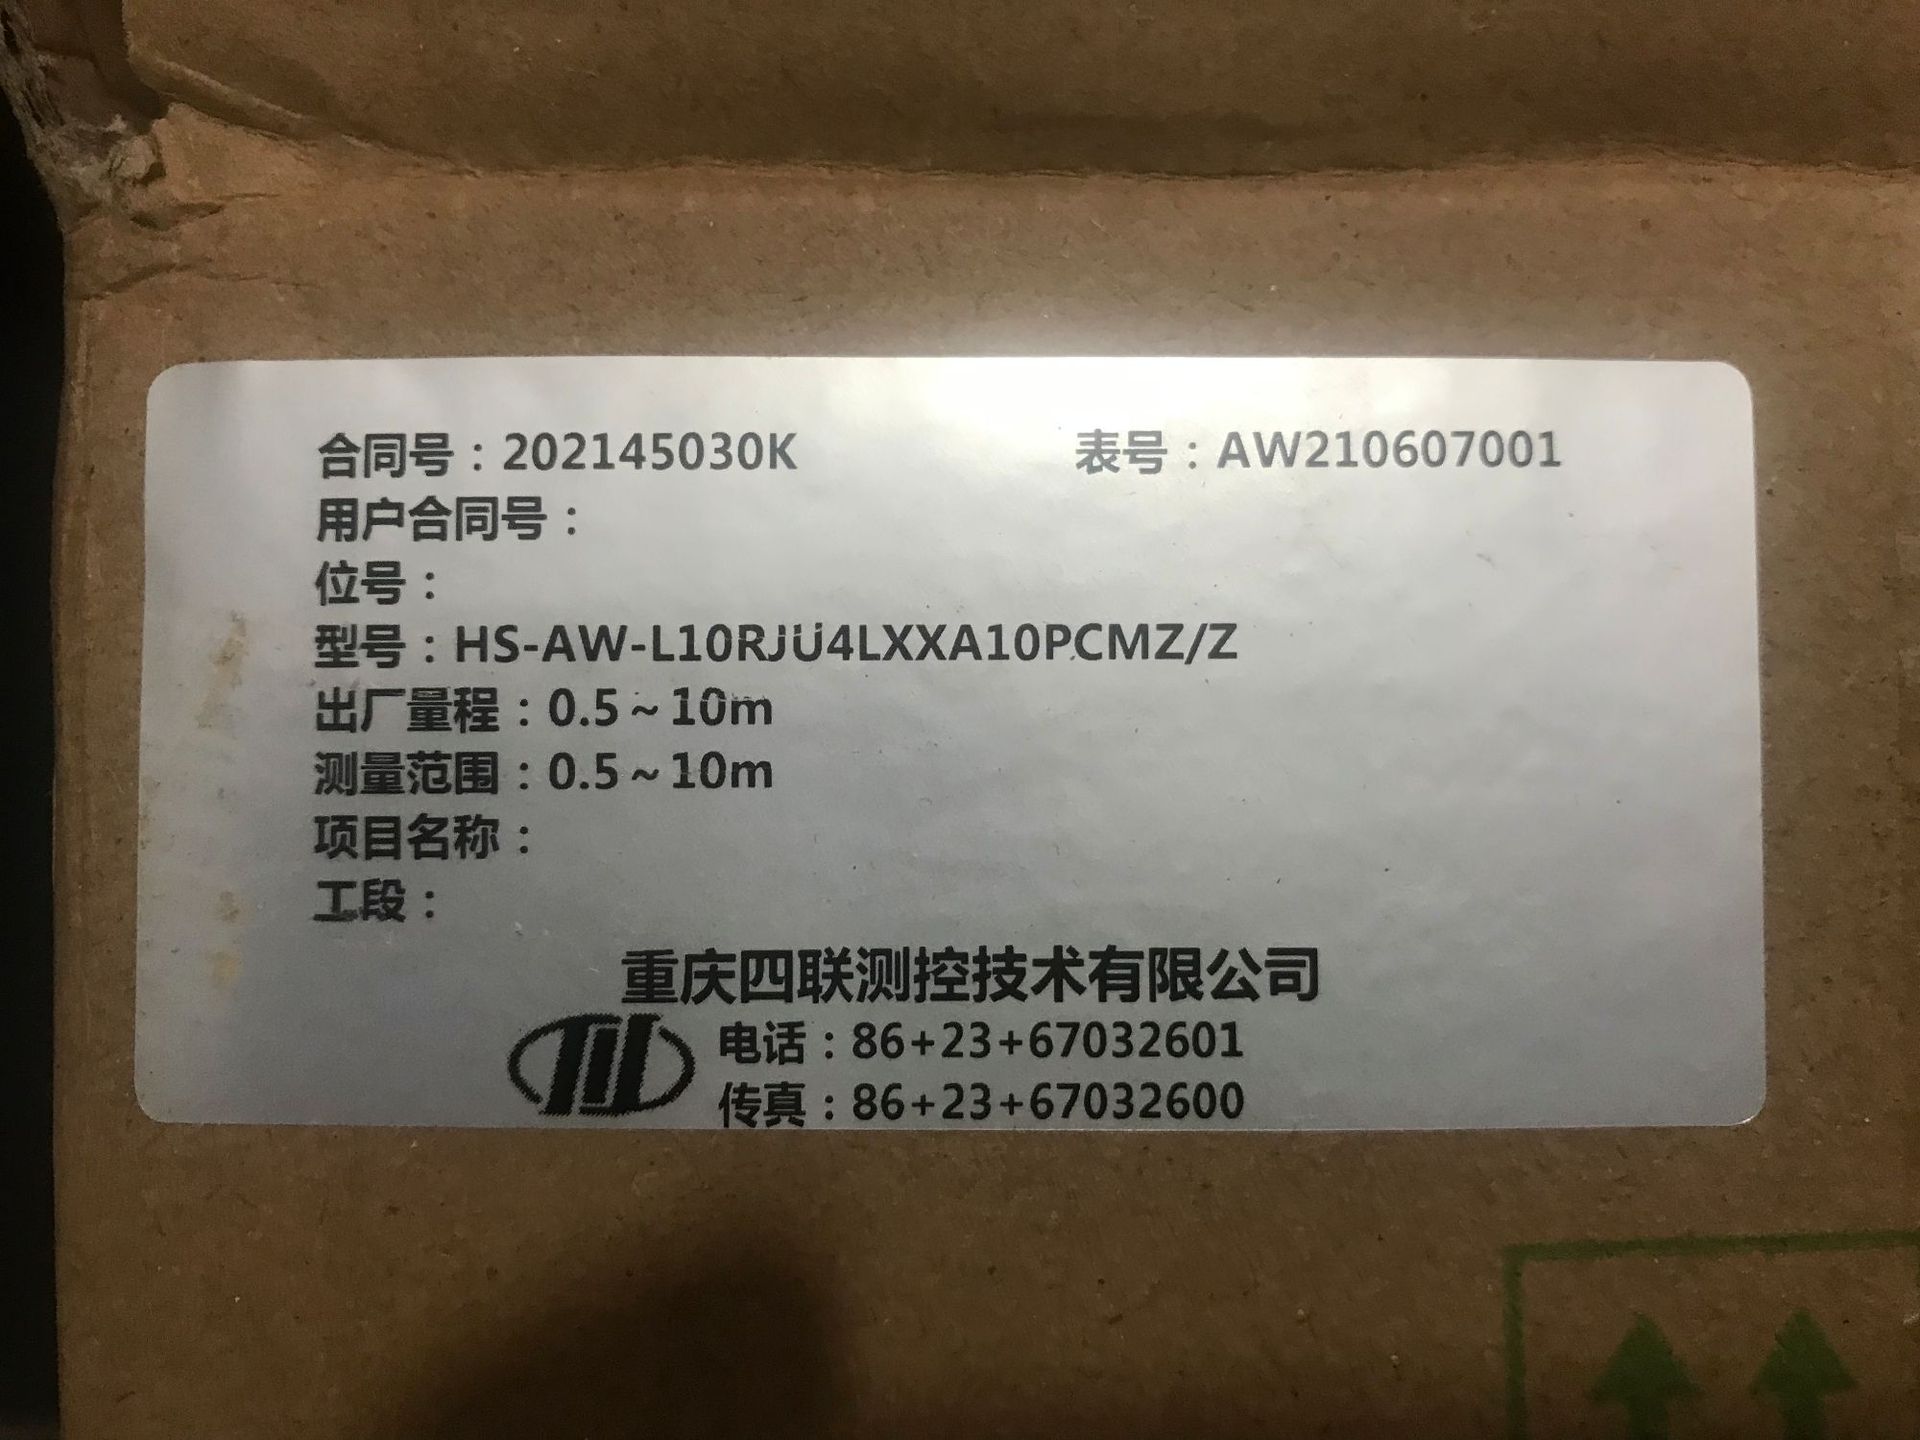 合同号：202145030K 表号：AW210607001
用户合同号：
位号：
型号：HS-AW-L10RJU4LXXA10PCMZ/Z
出厂量程：0.5～10m
测量范围：0.5～10m
项目名称：
工段：
重庆四联测控技术有限公司
电话：86+23+67032601
传真：86+23+67032600